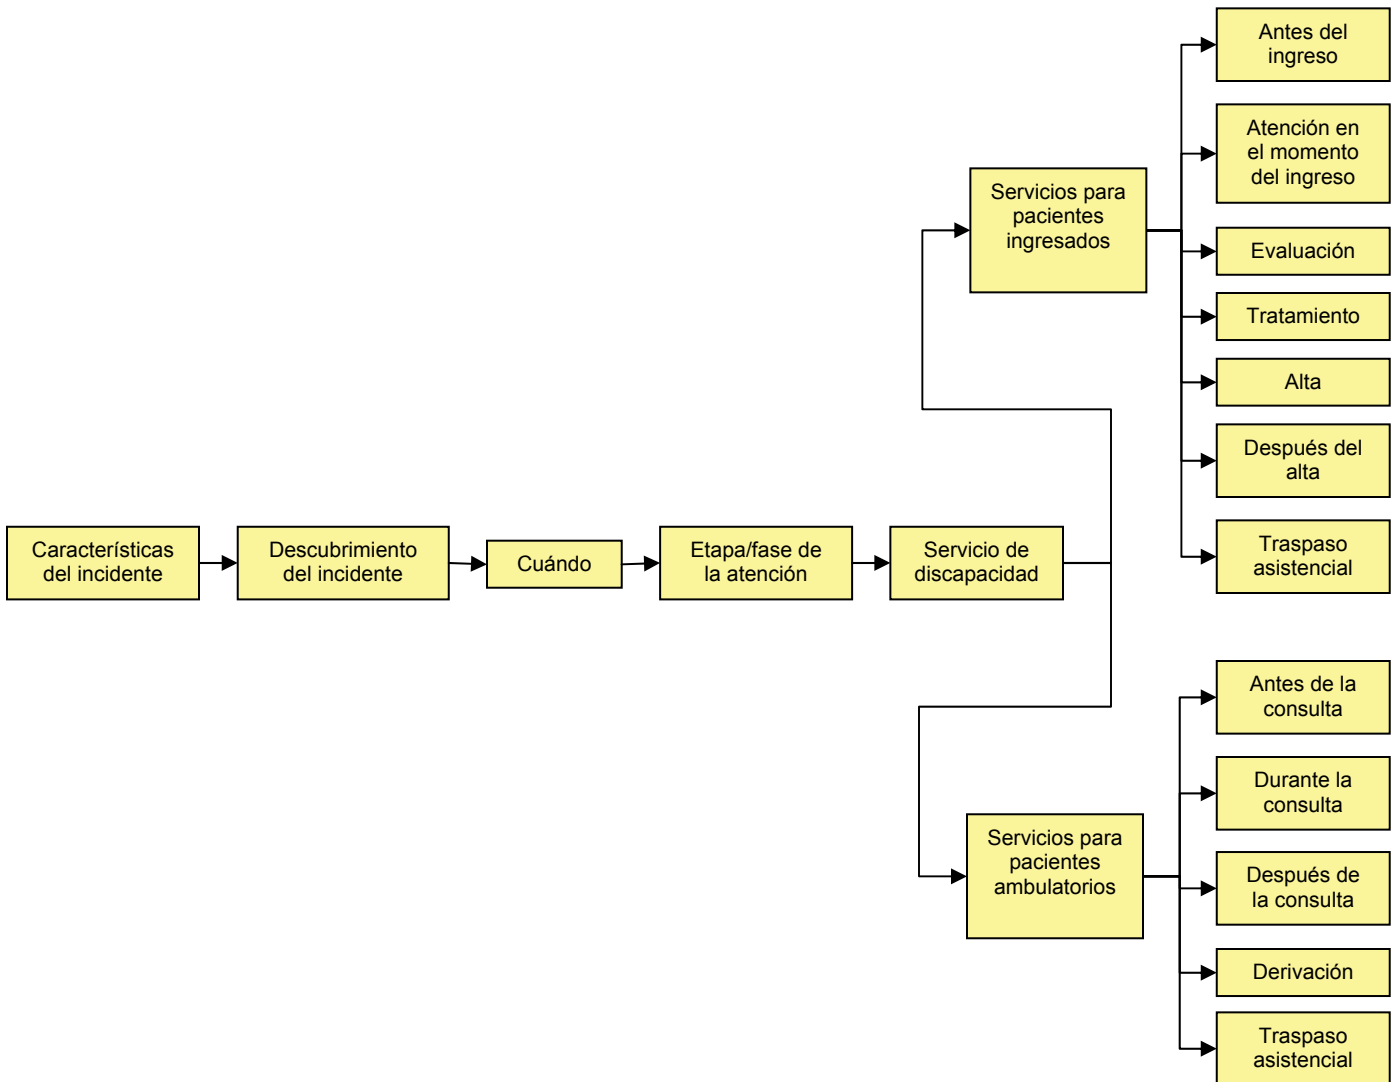 Características
del incidente
Descubrimiento
del incidente
Cuándo
Etapa/fase de
la atención
Servicio de
discapacidad
Servicios para
pacientes
ingresados
Antes del
ingreso
Atención en
el momento
del ingreso
Evaluación
Tratamiento
Alta
Después del
alta
Traspaso
asistencial
Servicios para
pacientes
ambulatorios
Antes de la
consulta
Durante la
consulta
Después de
la consulta
Derivación
Traspaso
asistencial